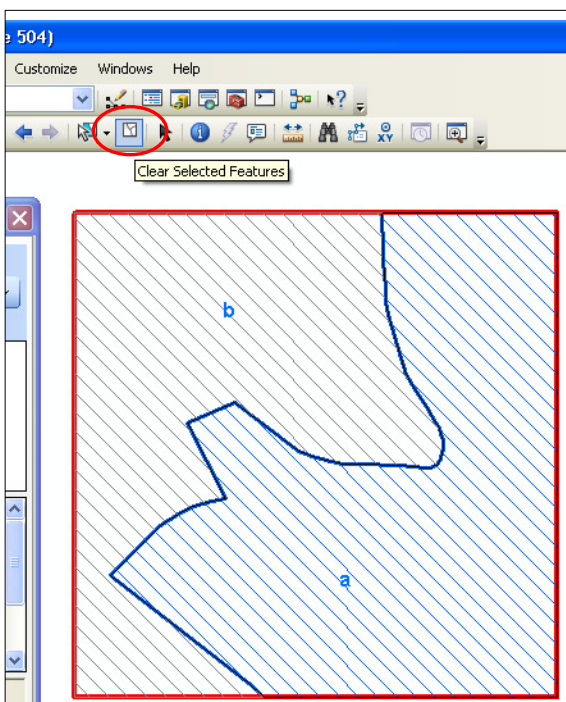 e 504)
Customize Windows Help
XY
Clear Selected Features
b
a